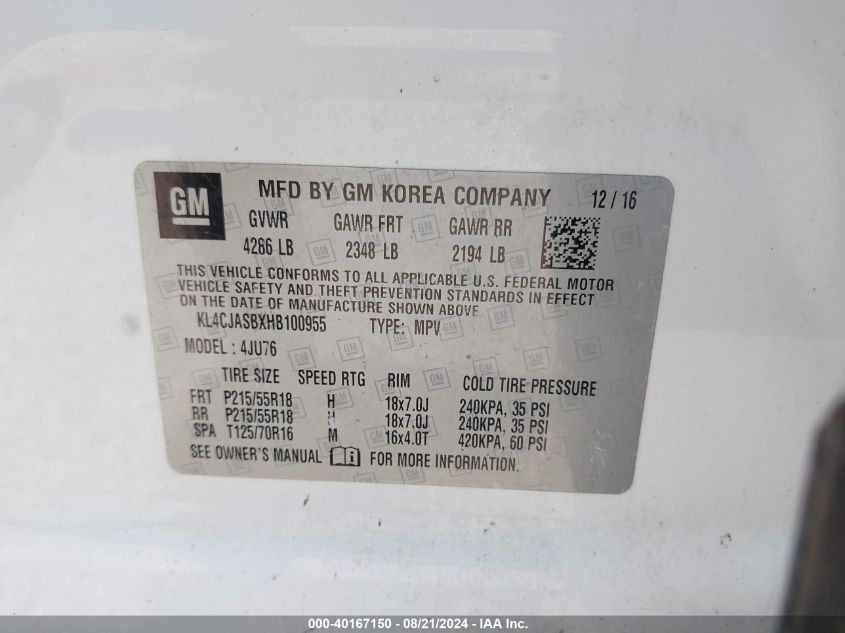 GM MFD BY GM KOREA COMPANY 12 / 16
GVWR GAWR FRT GAWR RR
4286 LB 2348 LB 2194 LB
THIS VEHICLE CONFORMS TO ALL APPLICABLE U.S. FEDERAL MOTOR
VEHICLE SAFETY AND THEFT PREVENTION STANDARDS IN EFFECT
ON THE DATE OF MANUFACTURE SHOWN ABOVE
KL4CJASBXHB100955 TYPE: MPV
MODEL : 4JU76
TIRE SIZE SPEED RTG RIM COLD TIRE PRESSURE
FRT P215/55R18 H 18x7.0J 240KPA, 35 PSI
RR P215/55R18 H 18x7.0J 240KPA, 35 PSI
SPA T125/70R16 M 16x4.0T 420KPA, 60 PSI
SEE OWNER'S MANUAL FOR MORE INFORMATION.
000-40167150 - 08/21/2024 - IAA Inc.